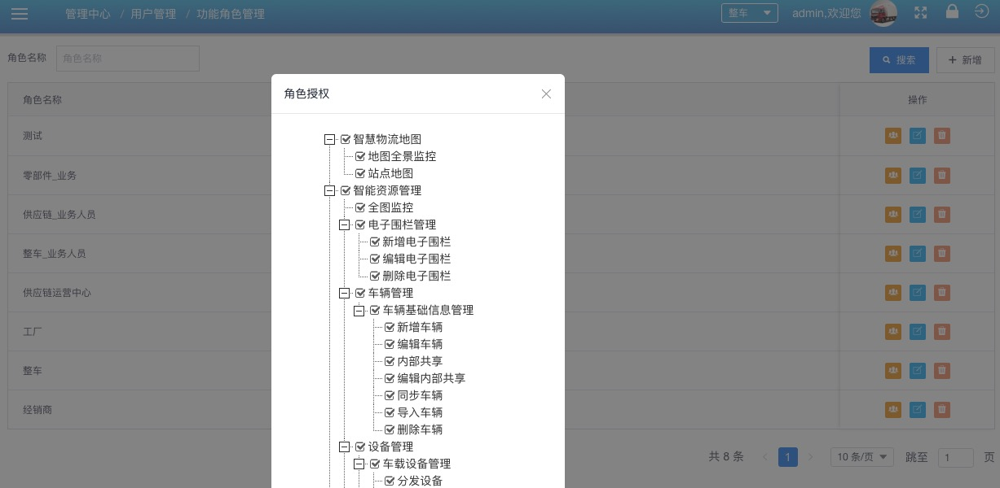 管理中心 / 用户管理 / 功能角色管理
整车
admin,欢迎您
角色名称
角色名称
搜索
新增
角色名称
操作
测试
零部件_业务
供应链_业务人员
整车_业务人员
供应链运营中心
工厂
整车
经销商
角色授权
智慧物流地图
地图全景监控
站点地图
智能资源管理
全图监控
电子围栏管理
新增电子围栏
编辑电子围栏
删除电子围栏
车辆管理
车辆基础信息管理
新增车辆
编辑车辆
内部共享
编辑内部共享
同步车辆
导入车辆
删除车辆
设备管理
车载设备管理
分发设备
共 8 条 1 10 条/页 跳至 1 页